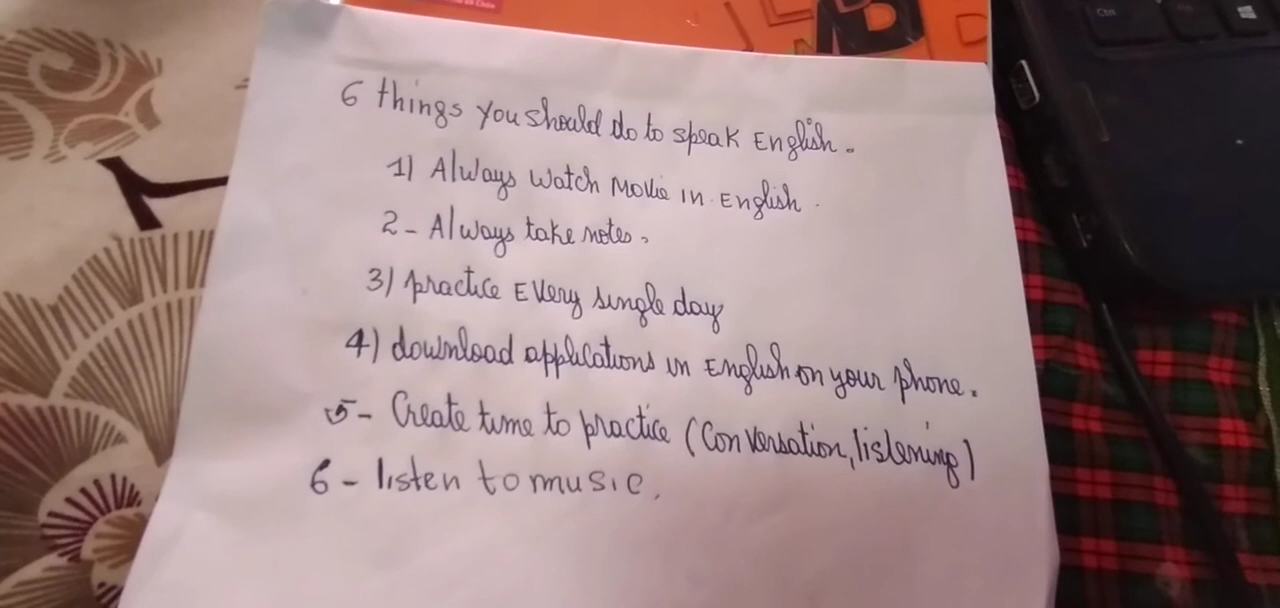 6 things you should do to speak English.
1) Always watch Movie in English.
2- Always take notes.
3) practice Every single day
4) download applications in English on your phone.
5- Create time to practice (Conversation, listening)
6- listen to music.
Ctrl